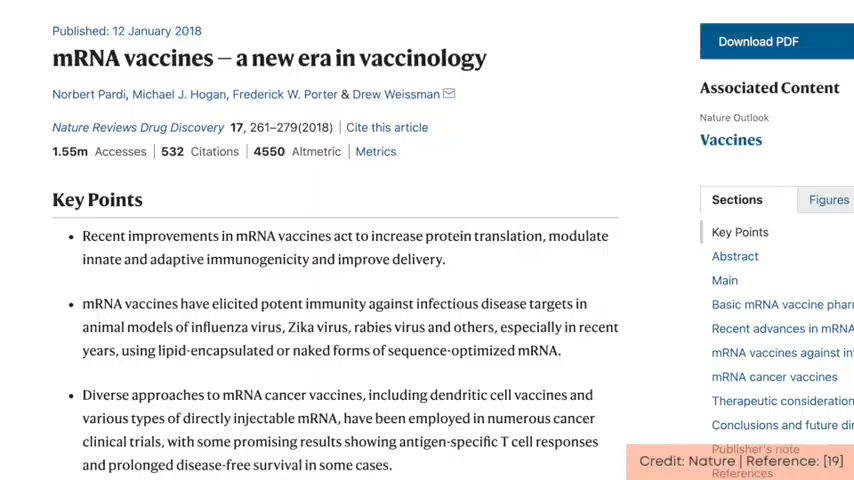 Published: 12 January 2018
mRNA vaccines — a new era in vaccinology
Norbert Pardi, Michael J. Hogan, Frederick W. Porter & Drew Weissman
Nature Reviews Drug Discovery 17, 261–279(2018) | Cite this article
1.55m Accesses | 532 Citations | 4550 Altmetric | Metrics
Key Points
• Recent improvements in mRNA vaccines act to increase protein translation, modulate
innate and adaptive immunogenicity and improve delivery.
• mRNA vaccines have elicited potent immunity against infectious disease targets in
animal models of influenza virus, Zika virus, rabies virus and others, especially in recent
years, using lipid-encapsulated or naked forms of sequence-optimized mRNA.
• Diverse approaches to mRNA cancer vaccines, including dendritic cell vaccines and
various types of directly injectable mRNA, have been employed in numerous cancer
clinical trials, with some promising results showing antigen-specific T cell responses
and prolonged disease-free survival in some cases.
Download PDF
Associated Content
Nature Outlook
Vaccines
Sections Figures
Key Points
Abstract
Main
Basic mRNA vaccine phar
Recent advances in mRNA
mRNA vaccines against in
mRNA cancer vaccines
Therapeutic consideration
Conclusions and future di
Publisher's note
Credit: Nature | Reference: [19]
References